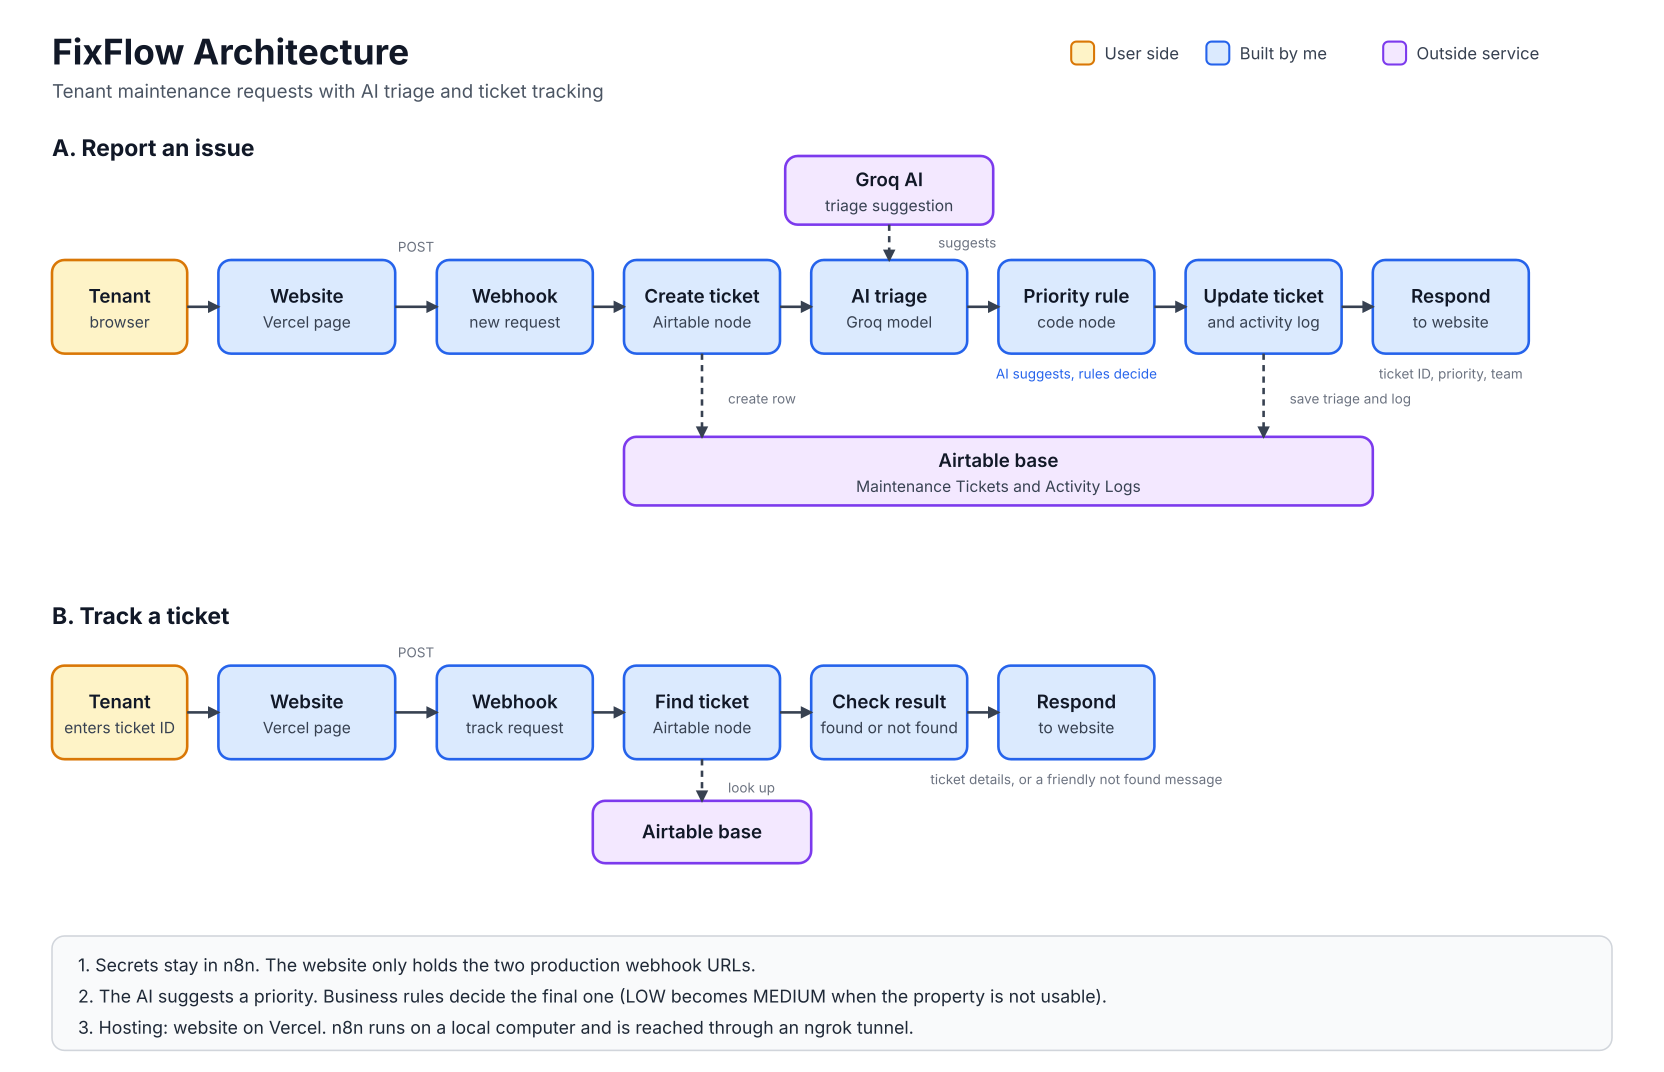 FixFlow Architecture
Tenant maintenance requests with AI triage and ticket tracking
User side
Built by me
Outside service
A. Report an issue
Groq AI
triage suggestion
suggests
POST
Tenant
browser
Website
Vercel page
Webhook
new request
Create ticket
Airtable node
AI triage
Groq model
Priority rule
code node
Update ticket
and activity log
Respond
to website
AI suggests, rules decide
ticket ID, priority, team
create row
save triage and log
Airtable base
Maintenance Tickets and Activity Logs
B. Track a ticket
POST
Tenant
enters ticket ID
Website
Vercel page
Webhook
track request
Find ticket
Airtable node
Check result
found or not found
Respond
to website
ticket details, or a friendly not found message
look up
Airtable base
1. Secrets stay in n8n. The website only holds the two production webhook URLs.
2. The AI suggests a priority. Business rules decide the final one (LOW becomes MEDIUM when the property is not usable).
3. Hosting: website on Vercel. n8n runs on a local computer and is reached through an ngrok tunnel.